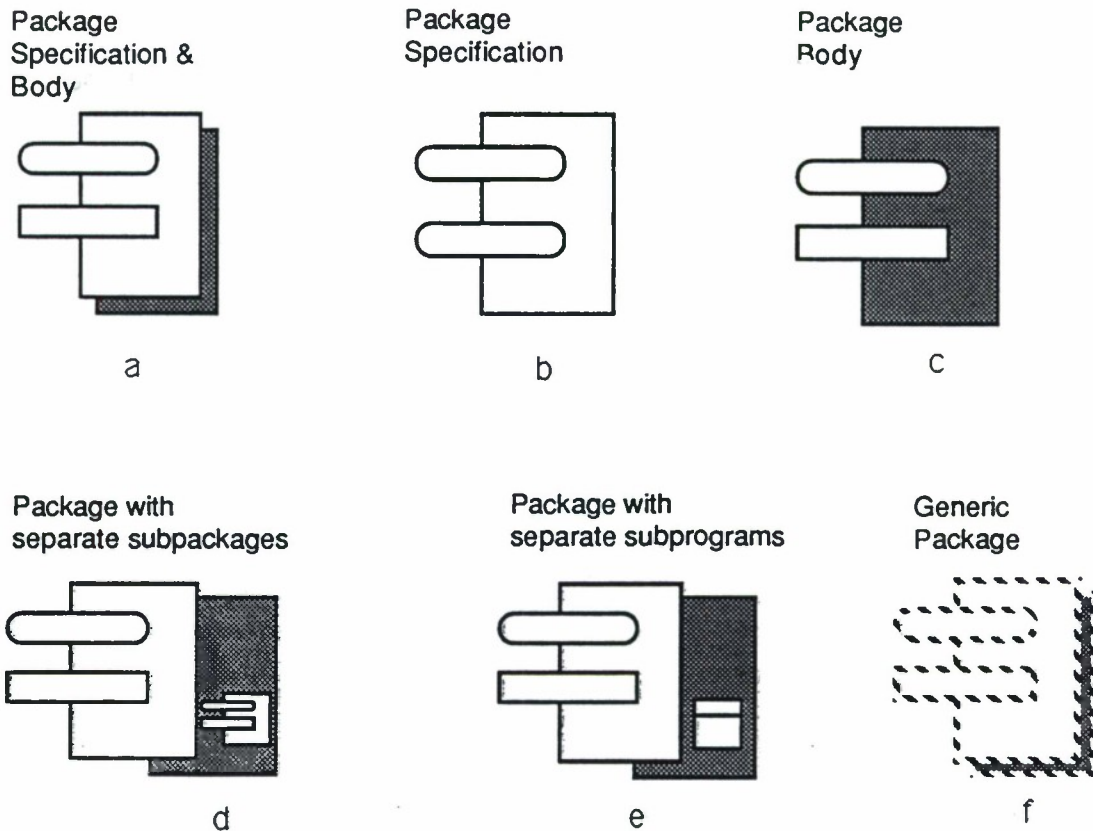 Package
Specification &
Body
Package
Specification
Package
Body
a
b
c
Package with
separate subpackages
Package with
separate subprograms
Generic
Package
d
e
f